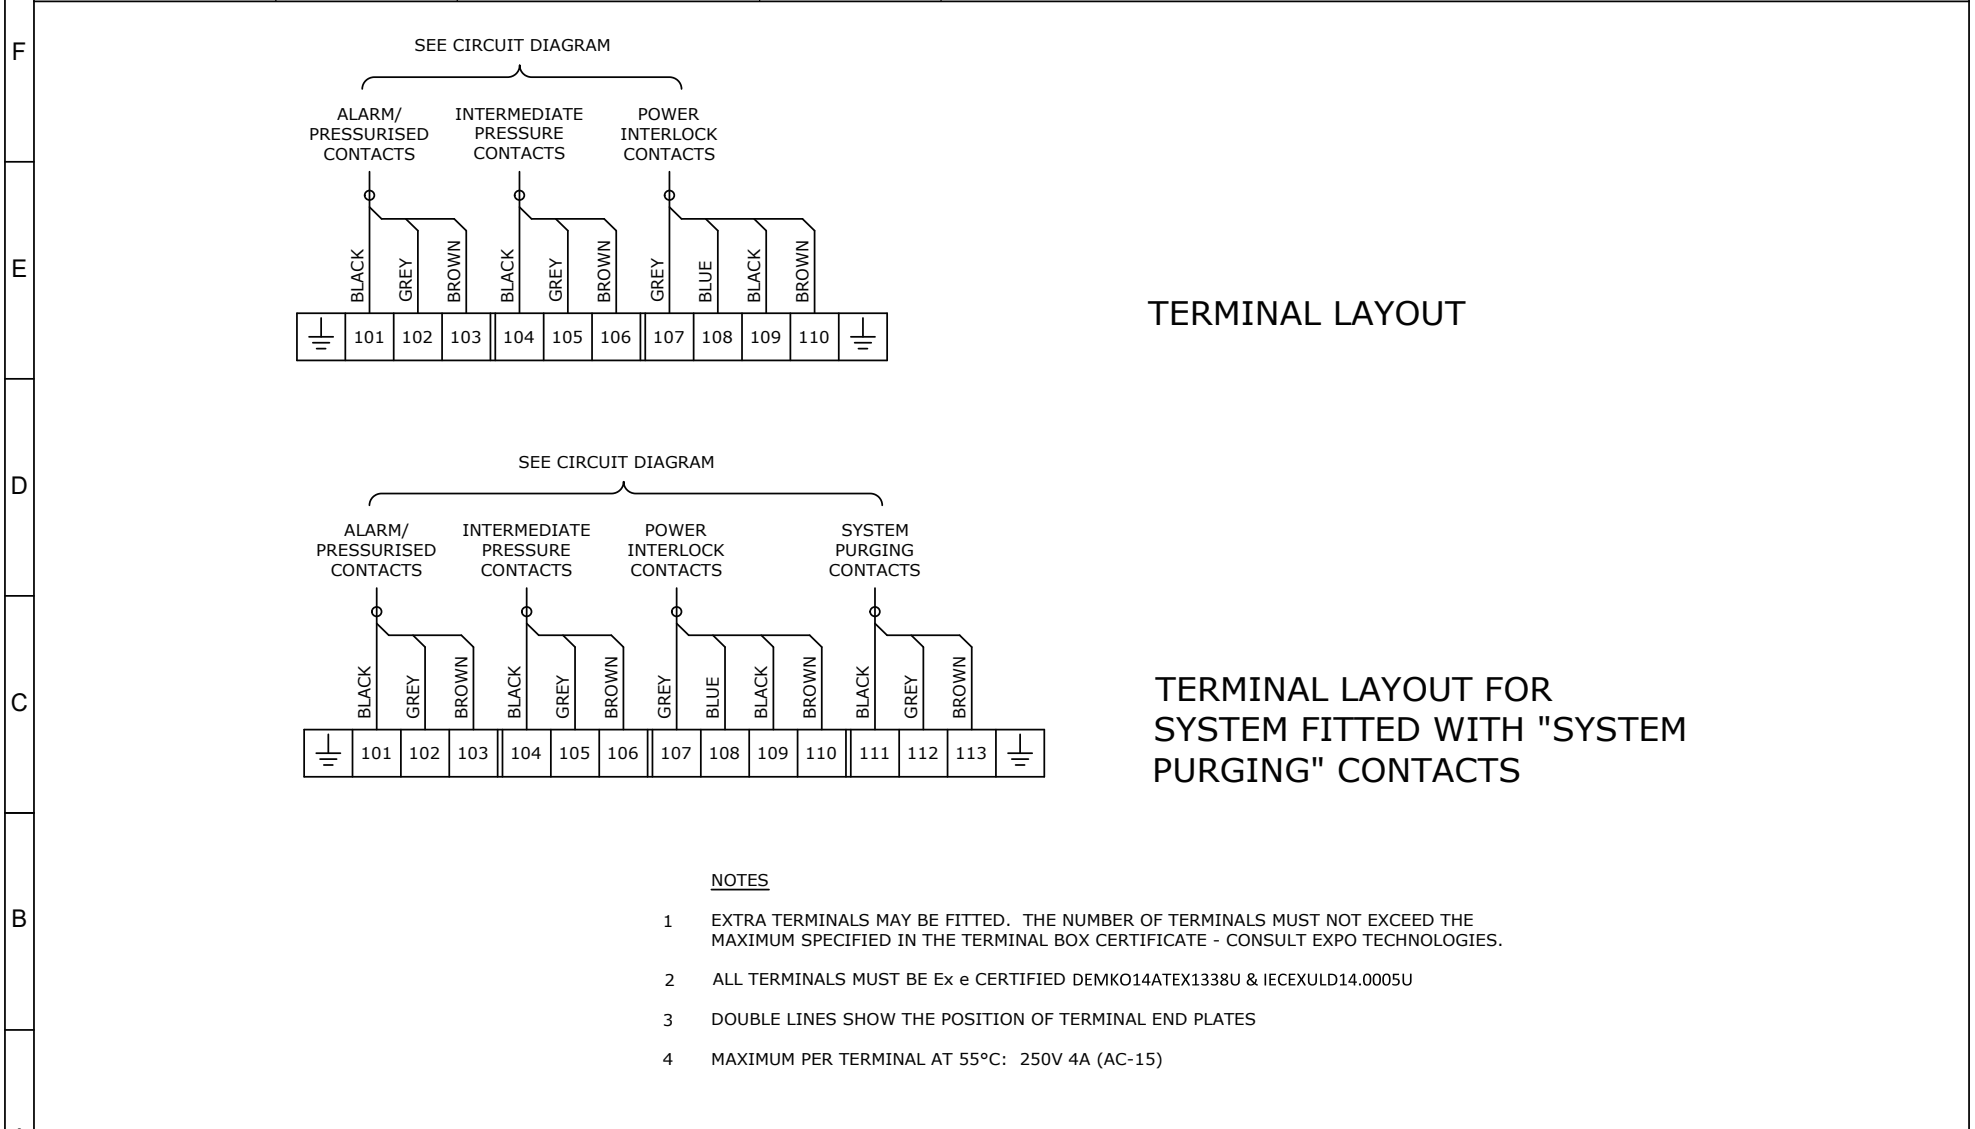 F
SEE CIRCUIT DIAGRAM
ALARM/
PRESSURISED
CONTACTS
INTERMEDIATE
PRESSURE
CONTACTS
POWER
INTERLOCK
CONTACTS
E
BLACK
GREY
BROWN
BLACK
GREY
BROWN
GREY
BLUE
BLACK
BROWN
101 102 103 104 105 106 107 108 109 110
TERMINAL LAYOUT
D
SEE CIRCUIT DIAGRAM
ALARM/
PRESSURISED
CONTACTS
INTERMEDIATE
PRESSURE
CONTACTS
POWER
INTERLOCK
CONTACTS
SYSTEM
PURGING
CONTACTS
C
BLACK
GREY
BROWN
BLACK
GREY
BROWN
GREY
BLUE
BLACK
BROWN
BLACK
GREY
BROWN
101 102 103 104 105 106 107 108 109 110 111 112 113
TERMINAL LAYOUT FOR
SYSTEM FITTED WITH "SYSTEM
PURGING" CONTACTS
B
NOTES
1 EXTRA TERMINALS MAY BE FITTED. THE NUMBER OF TERMINALS MUST NOT EXCEED THE
MAXIMUM SPECIFIED IN THE TERMINAL BOX CERTIFICATE - CONSULT EXPO TECHNOLOGIES.
2 ALL TERMINALS MUST BE Ex e CERTIFIED DEMKO14ATEX1338U & IECEXULD14.0005U
3 DOUBLE LINES SHOW THE POSITION OF TERMINAL END PLATES
4 MAXIMUM PER TERMINAL AT 55°C: 250V 4A (AC-15)